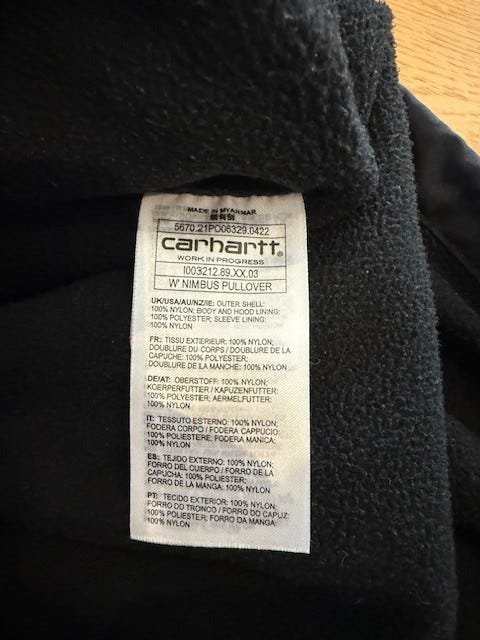 MADE IN MYANMAR
5670.21PO06329.0422
carhartt
WORK IN PROGRESS
I003212.89.XX.03
W' NIMBUS PULLOVER
UK/USA/AU/NZ/IE: OUTER SHELL:
100% NYLON; BODY AND HOOD LINING:
100% POLYESTER; SLEEVE LINING:
100% NYLON
FR: TISSU EXTERIEUR: 100% NYLON;
DOUBLURE DU CORPS / DOUBLURE DE LA
CAPUCHE: 100% POLYESTER;
DOUBLURE DE LA MANCHE: 100% NYLON
DE/AT: OBERSTOFF: 100% NYLON;
KOERPERFUTTER / KAPUZENFUTTER:
100% POLYESTER; AERMELFUTTER:
100% NYLON
IT: TESSUTO ESTERNO: 100% NYLON;
FODERA CORPO / FODERA CAPPUCIO:
100% POLIESTERE; FODERA MANICA:
100% NYLON
ES: TEJIDO EXTERNO: 100% NYLON;
FORRO DEL CUERPO / FORRO DE LA
CAPUCHA: 100% POLIESTER;
FORRO DE LA MANGA: 100% NYLON
PT: TECIDO EXTERIOR: 100% NYLON;
FORRO DO TRONCO / FORRO DO CAPUZ:
100% POLIESTER; FORRO DA MANGA:
100% NYLON